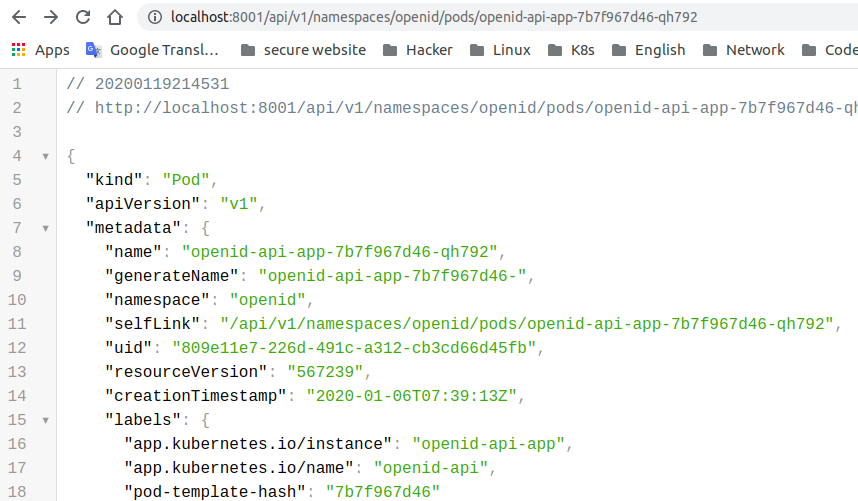 localhost:8001/api/v1/namespaces/openid/pods/openid-api-app-7b7f967d46-qh792
Apps Google Transl... secure website Hacker Linux K8s English Network Code
1 // 20200119214531
2 // http://localhost:8001/api/v1/namespaces/openid/pods/openid-api-app-7b7f967d46-qh
3
4 {
5 "kind": "Pod",
6 "apiVersion": "v1",
7 "metadata": {
8 "name": "openid-api-app-7b7f967d46-qh792",
9 "generateName": "openid-api-app-7b7f967d46-",
10 "namespace": "openid",
11 "selfLink": "/api/v1/namespaces/openid/pods/openid-api-app-7b7f967d46-qh792",
12 "uid": "809e11e7-226d-491c-a312-cb3cd66d45fb",
13 "resourceVersion": "567239",
14 "creationTimestamp": "2020-01-06T07:39:13Z",
15 "labels": {
16 "app.kubernetes.io/instance": "openid-api-app",
17 "app.kubernetes.io/name": "openid-api",
18 "pod-template-hash": "7b7f967d46"